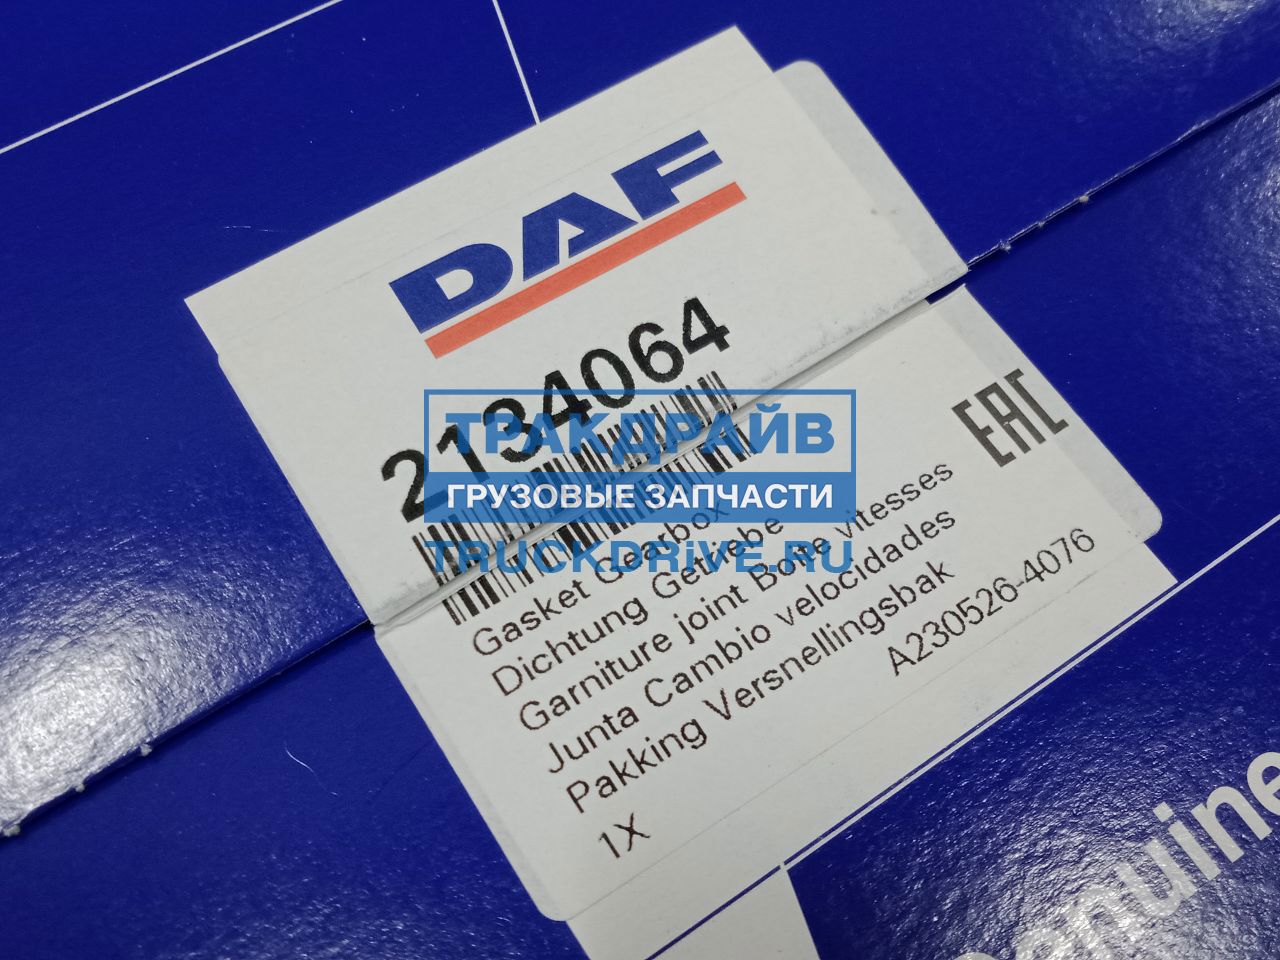 DAF
2134064
ТРАКДРАЙВ
ГРУЗОВЫЕ ЗАПЧАСТИ
TRUCKDRiVE.RU
EAC
Gasket Gearbox
Dichtung Getriebe
Garniture joint Boîte vitesses
Junta Cambio velocidades
Pakking Versnellingsbak
A230526-4076
1X
Genuine